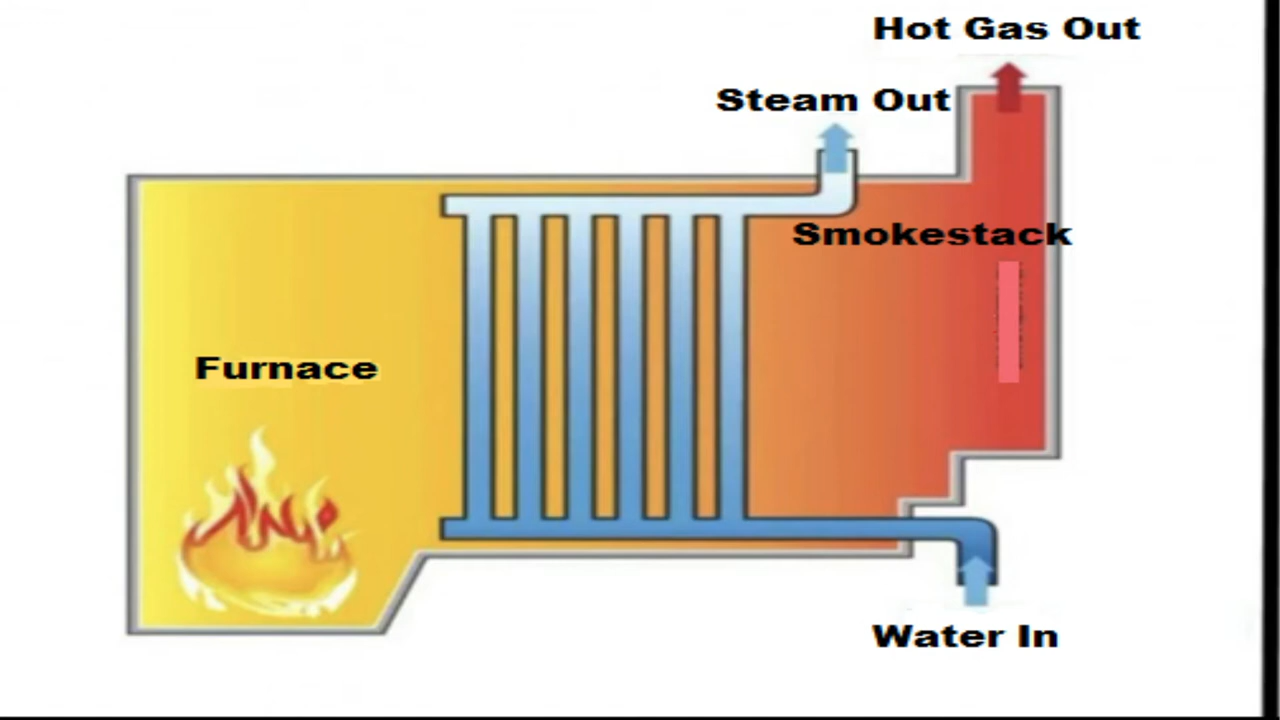 Hot Gas Out
Steam Out
Smokestack
Furnace
Water In